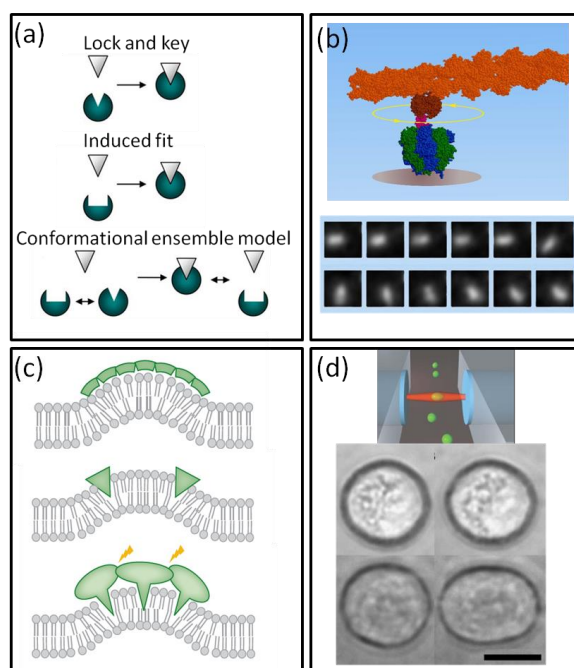 (a)
Lock and key
Induced fit
Conformational ensemble model
(b)
(c)
(d)